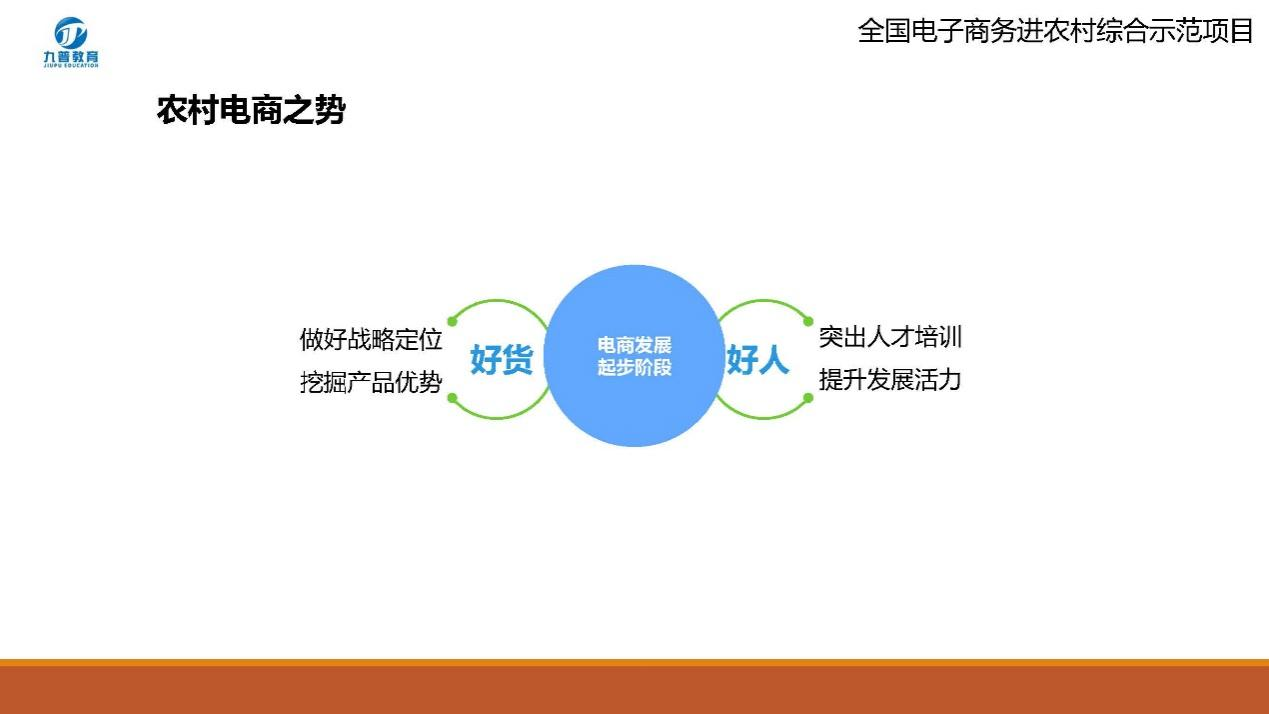 九普教育
JIUPU EDUCATION
全国电子商务进农村综合示范项目
农村电商之势
做好战略定位
挖掘产品优势
好货
电商发展
起步阶段
好人
突出人才培训
提升发展活力